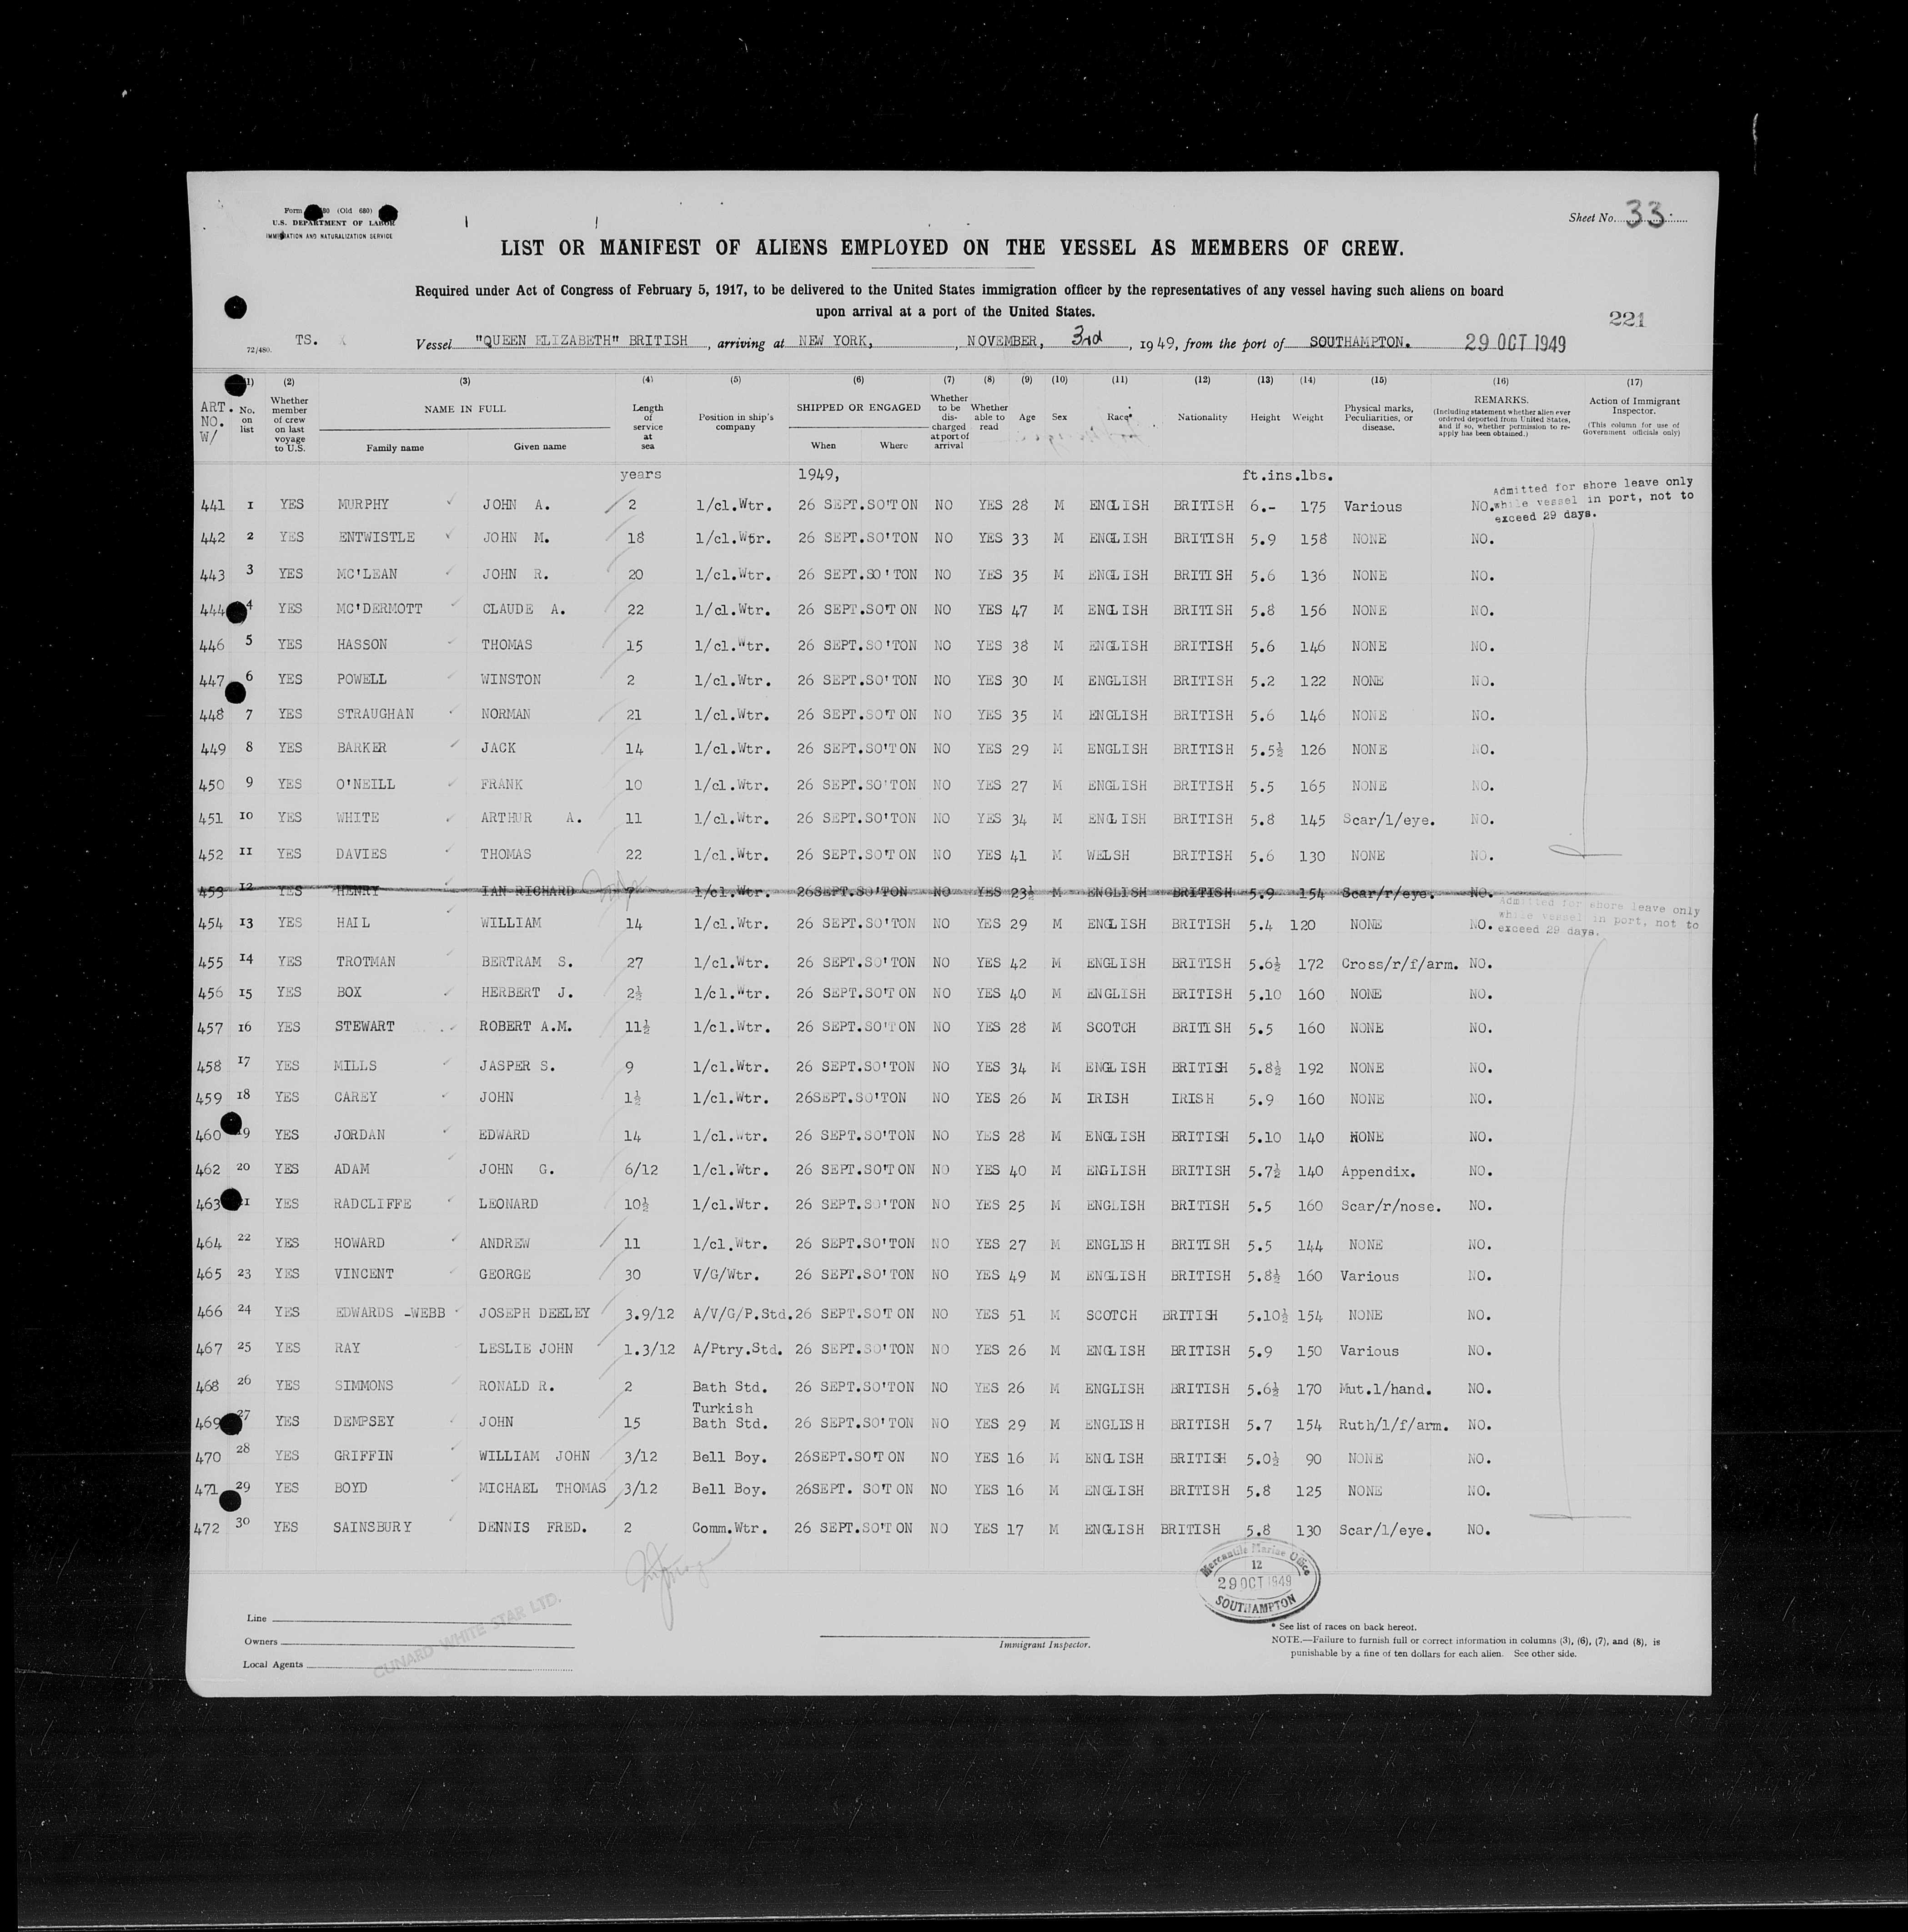 Form 680 (Old 680)
U.S. DEPARTMENT OF LABOR
IMMIGRATION AND NATURALIZATION SERVICE
Sheet No. 33
LIST OR MANIFEST OF ALIENS EMPLOYED ON THE VESSEL AS MEMBERS OF CREW.
Required under Act of Congress of February 5, 1917, to be delivered to the United States immigration officer by the representatives of any vessel having such aliens on board
upon arrival at a port of the United States.
221
72/480. TS. Vessel "QUEEN ELIZABETH" BRITISH, arriving at NEW YORK, , NOVEMBER, 3rd, 1949, from the port of SOUTHAMPTON. 29 OCT 1949
(1) (2) (3) (4) (5) (6) (7) (8) (9) (10) (11) (12) (13) (14) (15) (16) (17)
ART. NO. W/ No. on list Whether member of crew on last voyage to U.S. NAME IN FULL Family name Given name Length of service at sea Position in ship's company SHIPPED OR ENGAGED When Where Whether to be discharged at port of arrival Whether able to read Age Sex Race* Nationality Height Weight Physical marks, Peculiarities, or disease. REMARKS. (Including statement whether alien ever ordered deported from United States, and if so, whether permission to reapply has been obtained.) Action of Immigrant Inspector. (This column for use of Government officials only)
years 1949, ft.ins.lbs.
Admitted for shore leave only while vessel in port, not to exceed 29 days.
441 1 YES MURPHY JOHN A. 2 1/cl.Wtr. 26 SEPT.SO'TON NO YES 28 M ENGLISH BRITISH 6.- 175 Various NO.
442 2 YES ENTWISTLE JOHN M. 18 1/cl.Wtr. 26 SEPT.SO'TON NO YES 33 M ENGLISH BRITISH 5.9 158 NONE NO.
443 3 YES MC'LEAN JOHN R. 20 1/cl.Wtr. 26 SEPT.SO'TON NO YES 35 M ENGLISH BRITISH 5.6 136 NONE NO.
444 4 YES MC'DERMOTT CLAUDE A. 22 1/cl.Wtr. 26 SEPT.SO'TON NO YES 47 M ENGLISH BRITISH 5.8 156 NONE NO.
446 5 YES HASSON THOMAS 15 1/cl.Wtr. 26 SEPT.SO'TON NO YES 38 M ENGLISH BRITISH 5.6 146 NONE NO.
447 6 YES POWELL WINSTON 2 1/cl.Wtr. 26 SEPT.SO'TON NO YES 30 M ENGLISH BRITISH 5.2 122 NONE NO.
448 7 YES STRAUGHAN NORMAN 21 1/cl.Wtr. 26 SEPT.SO'TON NO YES 35 M ENGLISH BRITISH 5.6 146 NONE NO.
449 8 YES BARKER JACK 14 1/cl.Wtr. 26 SEPT.SO'TON NO YES 29 M ENGLISH BRITISH 5.5½ 126 NONE NO.
450 9 YES O'NEILL FRANK 10 1/cl.Wtr. 26 SEPT.SO'TON NO YES 27 M ENGLISH BRITISH 5.5 165 NONE NO.
451 10 YES WHITE ARTHUR A. 11 1/cl.Wtr. 26 SEPT.SO'TON NO YES 34 M ENGLISH BRITISH 5.8 145 Scar/l/eye. NO.
452 11 YES DAVIES THOMAS 22 1/cl.Wtr. 26 SEPT.SO'TON NO YES 41 M WELSH BRITISH 5.6 130 NONE NO.
453 12 YES HENRY IAN RICHARD 7 1/cl.Wtr. 26SEPT.SO'TON NO YES 23½ M ENGLISH BRITISH 5.9 154 Scar/r/eye. NO.
Admitted for shore leave only while vessel in port, not to exceed 29 days.
454 13 YES HAIL WILLIAM 14 1/cl.Wtr. 26 SEPT.SO'TON NO YES 29 M ENGLISH BRITISH 5.4 120 NONE NO.
455 14 YES TROTMAN BERTRAM S. 27 1/cl.Wtr. 26 SEPT.SO'TON NO YES 42 M ENGLISH BRITISH 5.6½ 172 Cross/r/f/arm. NO.
456 15 YES BOX HERBERT J. 2½ 1/cl.Wtr. 26 SEPT.SO'TON NO YES 40 M ENGLISH BRITISH 5.10 160 NONE NO.
457 16 YES STEWART ROBERT A.M. 11½ 1/cl.Wtr. 26 SEPT.SO'TON NO YES 28 M SCOTCH BRITISH 5.5 160 NONE NO.
458 17 YES MILLS JASPER S. 9 1/cl.Wtr. 26 SEPT.SO'TON NO YES 34 M ENGLISH BRITISH 5.8½ 192 NONE NO.
459 18 YES CAREY JOHN 1½ 1/cl.Wtr. 26SEPT.SO'TON NO YES 26 M IRISH IRISH 5.9 160 NONE NO.
460 19 YES JORDAN EDWARD 14 1/cl.Wtr. 26 SEPT.SO'TON NO YES 28 M ENGLISH BRITISH 5.10 140 NONE NO.
462 20 YES ADAM JOHN G. 6/12 1/cl.Wtr. 26 SEPT.SO'TON NO YES 40 M ENGLISH BRITISH 5.7½ 140 Appendix. NO.
463 21 YES RADCLIFFE LEONARD 10½ 1/cl.Wtr. 26 SEPT.SO'TON NO YES 25 M ENGLISH BRITISH 5.5 160 Scar/r/nose. NO.
464 22 YES HOWARD ANDREW 11 1/cl.Wtr. 26 SEPT.SO'TON NO YES 27 M ENGLISH BRITISH 5.5 144 NONE NO.
465 23 YES VINCENT GEORGE 30 V/G/Wtr. 26 SEPT.SO'TON NO YES 49 M ENGLISH BRITISH 5.8½ 160 Various NO.
466 24 YES EDWARDS -WEBB JOSEPH DEELEY 3.9/12 A/V/G/P.Std. 26 SEPT.SO'TON NO YES 51 M SCOTCH BRITISH 5.10½ 154 NONE NO.
467 25 YES RAY LESLIE JOHN 1.3/12 A/Ptry.Std. 26 SEPT.SO'TON NO YES 26 M ENGLISH BRITISH 5.9 150 Various NO.
468 26 YES SIMMONS RONALD R. 2 Bath Std. 26 SEPT.SO'TON NO YES 26 M ENGLISH BRITISH 5.6½ 170 Mut.l/hand. NO.
469 27 YES DEMPSEY JOHN 15 Turkish Bath Std. 26 SEPT.SO'TON NO YES 29 M ENGLISH BRITISH 5.7 154 Ruth/l/f/arm. NO.
470 28 YES GRIFFIN WILLIAM JOHN 3/12 Bell Boy. 26SEPT.SO'TON NO YES 16 M ENGLISH BRITISH 5.0½ 90 NONE NO.
471 29 YES BOYD MICHAEL THOMAS 3/12 Bell Boy. 26SEPT. SO'TON NO YES 16 M ENGLISH BRITISH 5.8 125 NONE NO.
472 30 YES SAINSBURY DENNIS FRED. 2 Comm.Wtr. 26 SEPT.SO'TON NO YES 17 M ENGLISH BRITISH 5.8 130 Scar/l/eye. NO.
Mercantile Marine Office
12
29 OCT 1949
SOUTHAMPTON
Line
Owners
Local Agents
CUNARD WHITE STAR LTD.
Immigrant Inspector.
* See list of races on back hereof.
NOTE.—Failure to furnish full or correct information in columns (3), (6), (7), and (8), is
punishable by a fine of ten dollars for each alien. See other side.